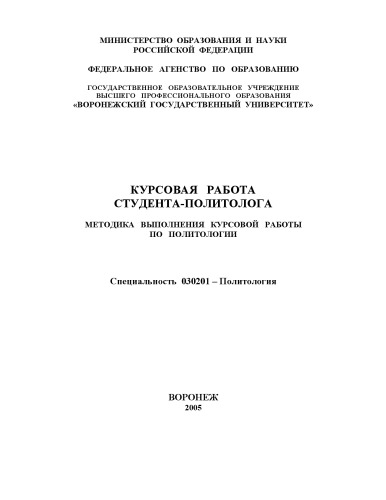 МИНИСТЕРСТВО ОБРАЗОВАНИЯ И НАУКИ
РОССИЙСКОЙ ФЕДЕРАЦИИ
ФЕДЕРАЛЬНОЕ АГЕНСТВО ПО ОБРАЗОВАНИЮ
ГОСУДАРСТВЕННОЕ ОБРАЗОВАТЕЛЬНОЕ УЧРЕЖДЕНИЕ
ВЫСШЕГО ПРОФЕССИОНАЛЬНОГО ОБРАЗОВАНИЯ
«ВОРОНЕЖСКИЙ ГОСУДАРСТВЕННЫЙ УНИВЕРСИТЕТ»
КУРСОВАЯ РАБОТА
СТУДЕНТА-ПОЛИТОЛОГА
МЕТОДИКА ВЫПОЛНЕНИЯ КУРСОВОЙ РАБОТЫ
ПО ПОЛИТОЛОГИИ
Специальность 030201 – Политология
ВОРОНЕЖ
2005